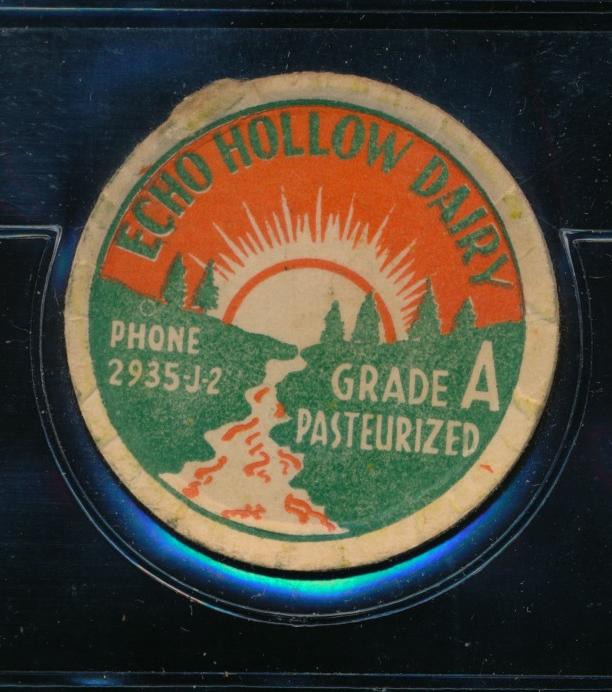 ECHO HOLLOW DAIRY
PHONE
2935-J-2
GRADE A
PASTEURIZED